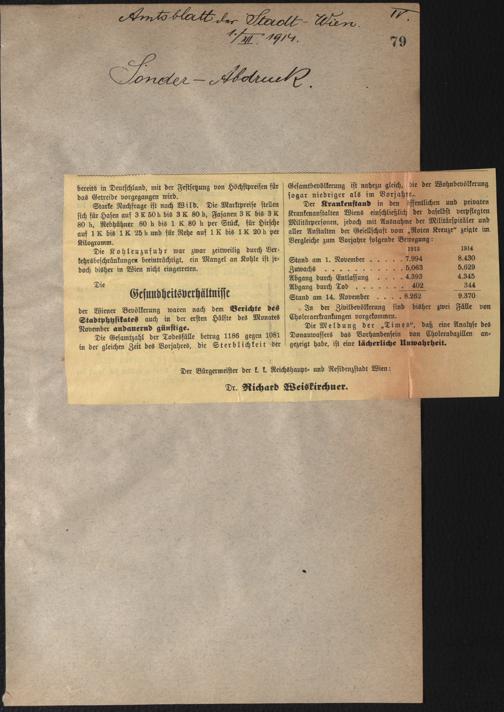 Amtsblatt der Stadt-Wien. IV.
1/XII. 1914.
79
Sonder-Abdruck.
bereits in Deutschland, mit der Festsetzung von Höchstpreisen für
das Getreide vorgegangen wird.
Starke Nachfrage ist nach Wild. Die Marktpreise stellen
sich für Hasen auf 3 K 50 h bis 3 K 80 h, Fasanen 3 K bis 3 K
80 h, Rebhühner 80 h bis 1 K 80 h per Stück, für Hirsche
auf 1 K bis 1 K 25 h und für Rehe auf 1 K bis 1 K 20 h per
Kilogramm.
Die Kohlenzufuhr war zwar zeitweilig durch Ver-
kehrsbeschränkungen beeinträchtigt, ein Mangel an Kohle ist je-
doch bisher in Wien nicht eingetreten.
Die
Gesundheitsverhältnisse
der Wiener Bevölkerung waren nach dem Berichte des
Stadtphysikates auch in der ersten Hälfte des Monates
November andauernd günstige.
Die Gesamtzahl der Todesfälle betrug 1186 gegen 1081
in der gleichen Zeit des Vorjahres, die Sterblichkeit der
Gesamtbevölkerung ist nahezu gleich, die der Wohnbevölkerung
sogar niedriger als im Vorjahre.
Der Krankenstand in den öffentlichen und privaten
Krankenanstalten Wiens einschließlich der daselbst verpflegten
Militärpersonen, jedoch mit Ausnahme der Militärspitäler und
aller Anstalten der Gesellschaft vom „Roten Kreuze" zeigt im
Vergleiche zum Vorjahre folgende Bewegung:
1913 1914
Stand am 1. November . . . . 7.994 8.430
Zuwachs . . . . . . . . . 5.063 5.629
Abgang durch Entlassung . . . . 4.393 4.345
Abgang durch Tod . . . . . . 402 344
Stand am 14. November . . . . 8.262 9.370
In der Zivilbevölkerung sind bisher zwei Fälle von
Choleraerkrankungen vorgekommen.
Die Meldung der „Times", daß eine Analyse des
Donauwassers das Vorhandensein von Cholerabazillen an-
gezeigt habe, ist eine lächerliche Unwahrheit.
Der Bürgermeister der k. k. Reichshaupt- und Residenzstadt Wien:
Dr. Richard Weiskirchner.